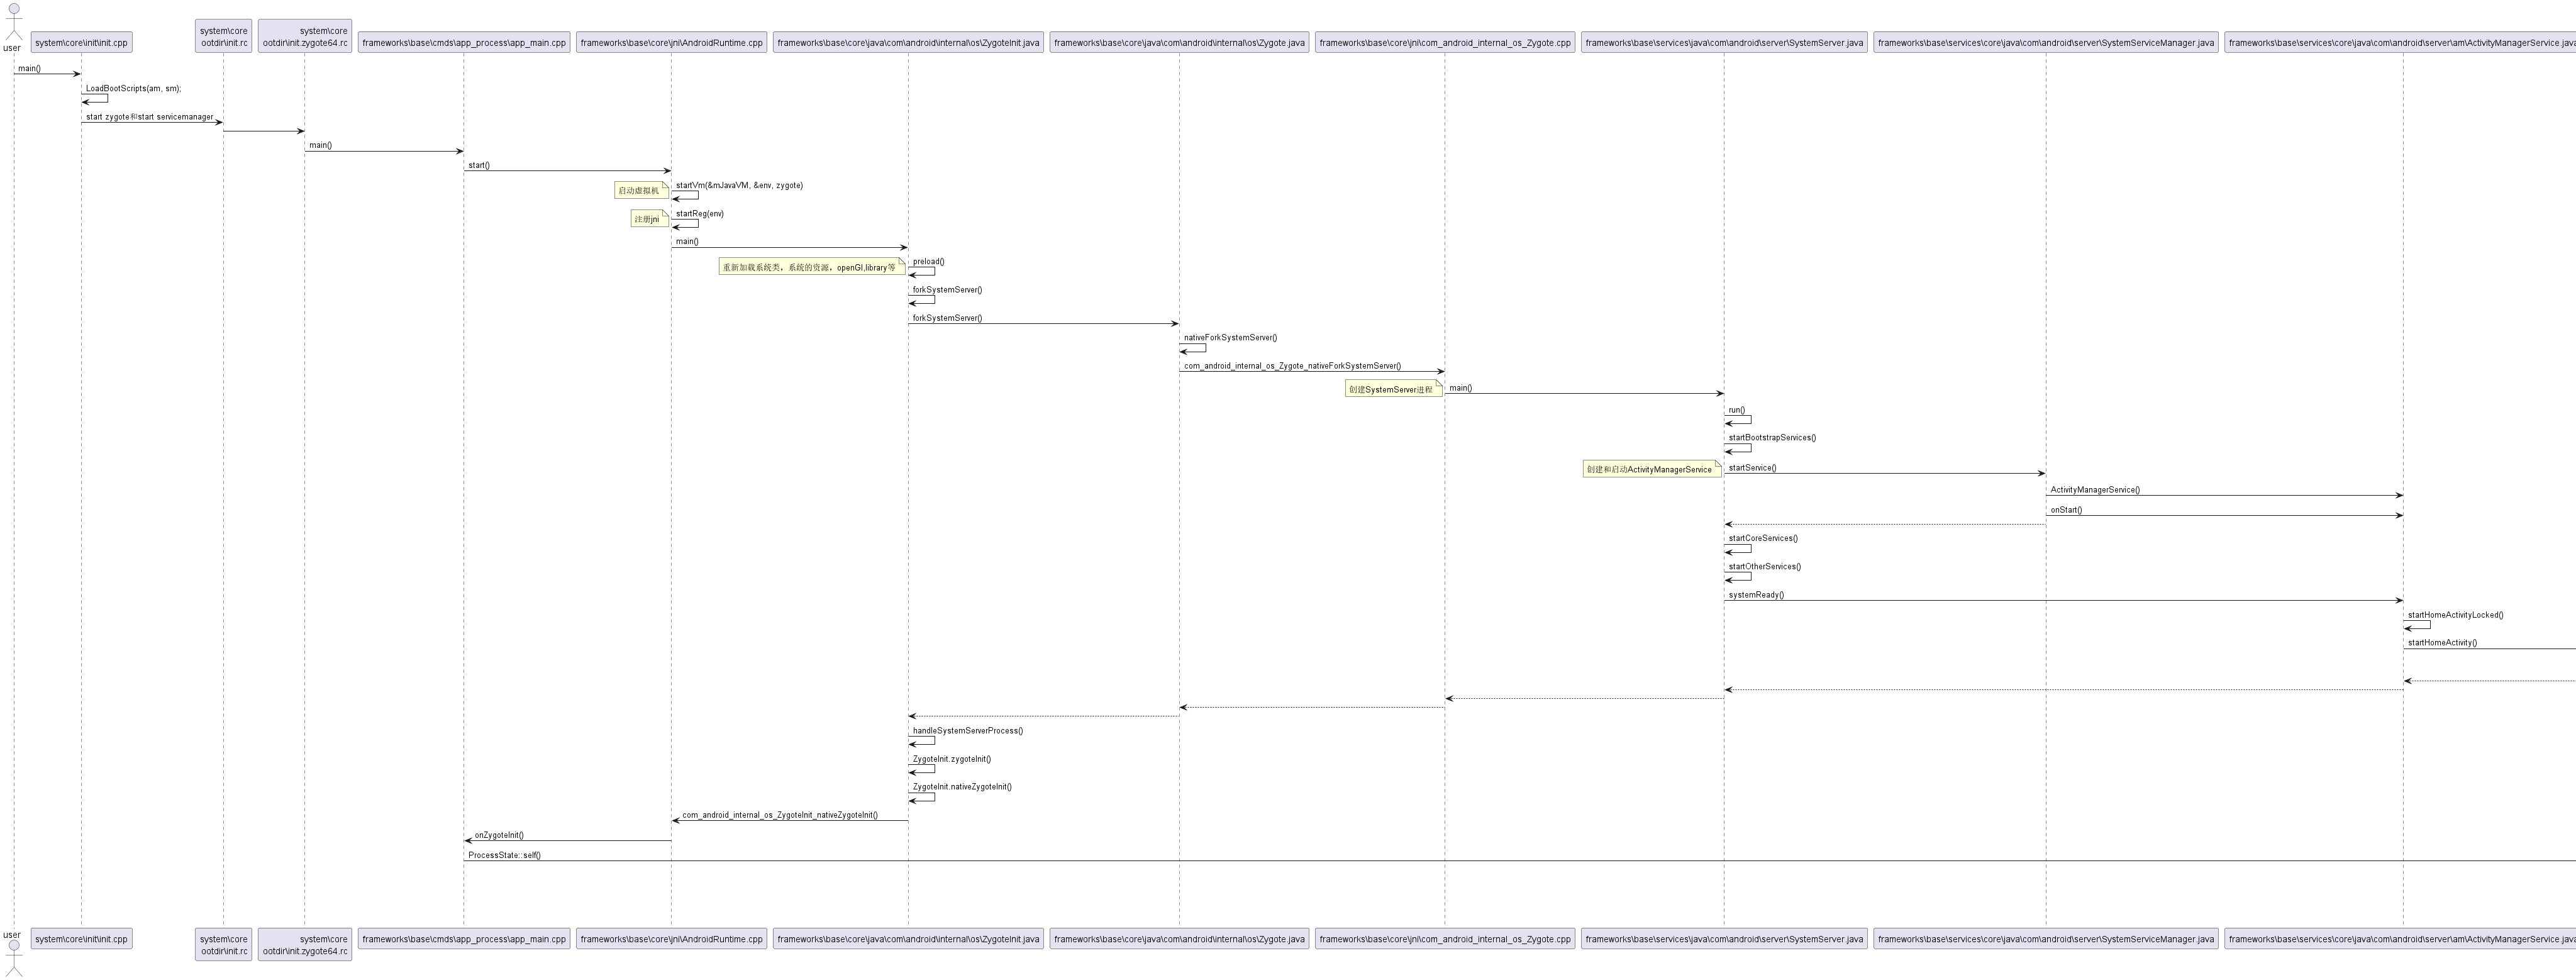 user
system\core\init\init.cpp
system\core
ootdir\init.rc
system\core
ootdir\init.zygote64.rc
frameworks\base\cmds\app_process\app_main.cpp
frameworks\base\core\jni\AndroidRuntime.cpp
frameworks\base\core\java\com\android\internal\os\ZygoteInit.java
frameworks\base\core\java\com\android\internal\os\Zygote.java
frameworks\base\core\jni\com_android_internal_os_Zygote.cpp
frameworks\base\services\java\com\android\server\SystemServer.java
frameworks\base\services\core\java\com\android\server\SystemServiceManager.java
frameworks\base\services\core\java\com\android\server\am\ActivityManagerService.java
main()
LoadBootScripts(am, sm);
start zygote和start servicemanager
main()
start()
启动虚拟机
startVm(&mJavaVM, &env, zygote)
注册jni
startReg(env)
main()
重新加载系统类，系统的资源，openGl,library等
preload()
forkSystemServer()
forkSystemServer()
nativeForkSystemServer()
com_android_internal_os_Zygote_nativeForkSystemServer()
创建SystemServer进程
main()
run()
startBootstrapServices()
创建和启动ActivityManagerService
startService()
ActivityManagerService()
onStart()
startCoreServices()
startOtherServices()
systemReady()
startHomeActivityLocked()
startHomeActivity()
handleSystemServerProcess()
ZygoteInit.zygoteInit()
ZygoteInit.nativeZygoteInit()
com_android_internal_os_ZygoteInit_nativeZygoteInit()
onZygoteInit()
ProcessState::self()
user
system\core\init\init.cpp
system\core
ootdir\init.rc
system\core
ootdir\init.zygote64.rc
frameworks\base\cmds\app_process\app_main.cpp
frameworks\base\core\jni\AndroidRuntime.cpp
frameworks\base\core\java\com\android\internal\os\ZygoteInit.java
frameworks\base\core\java\com\android\internal\os\Zygote.java
frameworks\base\core\jni\com_android_internal_os_Zygote.cpp
frameworks\base\services\java\com\android\server\SystemServer.java
frameworks\base\services\core\java\com\android\server\SystemServiceManager.java
frameworks\base\services\core\java\com\android\server\am\ActivityManagerService.java